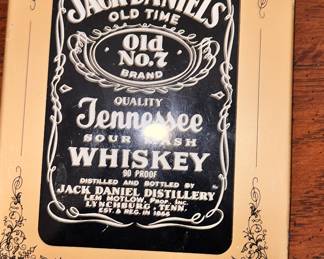 JACK DANIEL'S
OLD TIME
Old
No.7
BRAND
QUALITY
Tennessee
SOUR MASH
WHISKEY
90 PROOF
DISTILLED AND BOTTLED BY
JACK DANIEL DISTILLERY
LEM MOTLOW, PROP. INC.
LYNCHBURG, TENN.
EST. & REG. IN 1866